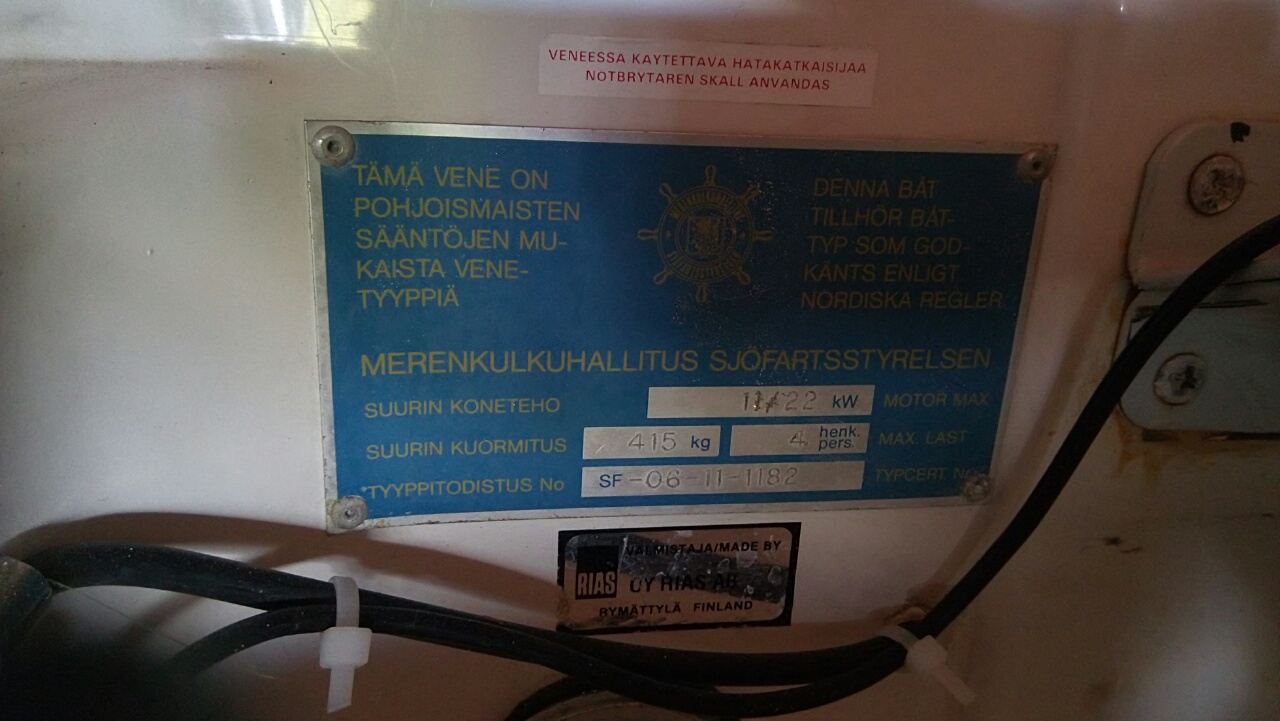 VENEESSA KAYTETTAVA HATAKATKAISIJAA
NOTBRYTAREN SKALL ANVANDAS
TÄMÄ VENE ON
POHJOISMAISTEN
SÄÄNTÖJEN MU-
KAISTA VENE-
TYYPPIÄ
DENNA BÅT
TILLHÖR BÅT-
TYP SOM GOD-
KÄNTS ENLIGT
NORDISKA REGLER
MERENKULKUHALLITUS SJÖFARTSSTYRELSEN
SUURIN KONETEHO 11/22 kW MOTOR MAX
SUURIN KUORMITUS 415 kg 4 henk. pers. MAX. LAST
TYYPPITODISTUS No SF -06-11-1182 TYPCERT No
VALMISTAJA/MADE BY
RIAS OY RIAS AB
RYMÄTTYLÄ FINLAND